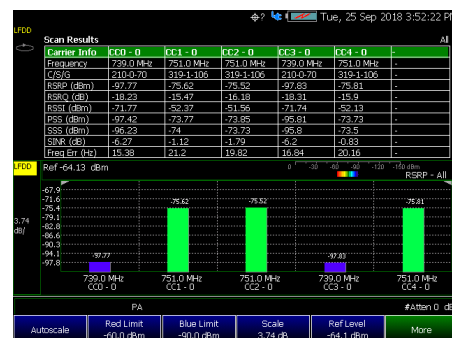 Tue, 25 Sep 2018 3:52:22 PM
LFDD
Scan Results All
Carrier Info CC0 - 0 CC1 - 0 CC2 - 0 CC3 - 0 CC4 - 0 -
Frequency 739.0 MHz 751.0 MHz 751.0 MHz 739.0 MHz 751.0 MHz -
C/S/G 210-0-70 319-1-106 319-1-106 210-0-70 319-1-106 -
RSRP (dBm) -97.77 -75.62 -75.52 -97.83 -75.81 -
RSRQ (dB) -18.23 -15.47 -16.18 -18.31 -15.9 -
RSSI (dBm) -71.77 -52.37 -51.56 -71.74 -52.13 -
PSS (dBm) -97.42 -73.77 -73.85 -95.81 -73.73 -
SSS (dBm) -96.23 -74 -73.73 -95.8 -73.5 -
SINR (dB) -6.27 -1.12 -1.79 -6.2 -0.83 -
Freq Err (Hz) 15.38 21.2 19.82 16.84 20.16 -
LFDD Ref -64.13 dBm 0 -30 -60 -90 -120 -150 dBm
RSRP - All
-67.9
-71.6
-75.4
-79.1
-82.8
-86.6
-90.3
-94.1
-97.8
3.74
dB/
-97.77 -75.62 -75.52 -97.83 -75.81
739.0 MHz 751.0 MHz 751.0 MHz 739.0 MHz 751.0 MHz
CC0 - 0 CC1 - 0 CC2 - 0 CC3 - 0 CC4 - 0
PA #Atten 0 dB
Autoscale Red Limit Blue Limit Scale Ref Level More
-60.0 dBm -90.0 dBm 3.74 dB -64.1 dBm